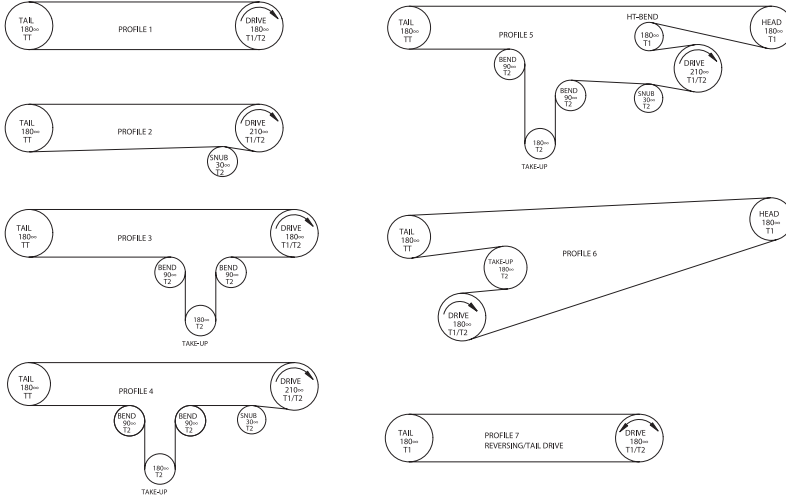 TAIL
180∞
TT
PROFILE 1
DRIVE
180∞
T1/T2
TAIL
180∞
TT
PROFILE 2
DRIVE
210∞
T1/T2
SNUB
30∞
T2
TAIL
180∞
TT
PROFILE 3
DRIVE
180∞
T1/T2
BEND
90∞
T2
BEND
90∞
T2
180∞
T2
TAKE-UP
TAIL
180∞
TT
PROFILE 4
DRIVE
210∞
T1/T2
BEND
90∞
T2
BEND
90∞
T2
SNUB
30∞
T2
180∞
T2
TAKE-UP
TAIL
180∞
TT
PROFILE 5
HT-BEND
180∞
T1
HEAD
180∞
T1
BEND
90∞
T2
DRIVE
210∞
T1/T2
BEND
90∞
T2
SNUB
30∞
T2
180∞
T2
TAKE-UP
TAIL
180∞
TT
HEAD
180∞
T1
PROFILE 6
TAKE-UP
180∞
T2
DRIVE
180∞
T1/T2
TAIL
180∞
T1
PROFILE 7
REVERSING/TAIL DRIVE
DRIVE
180∞
T1/T2